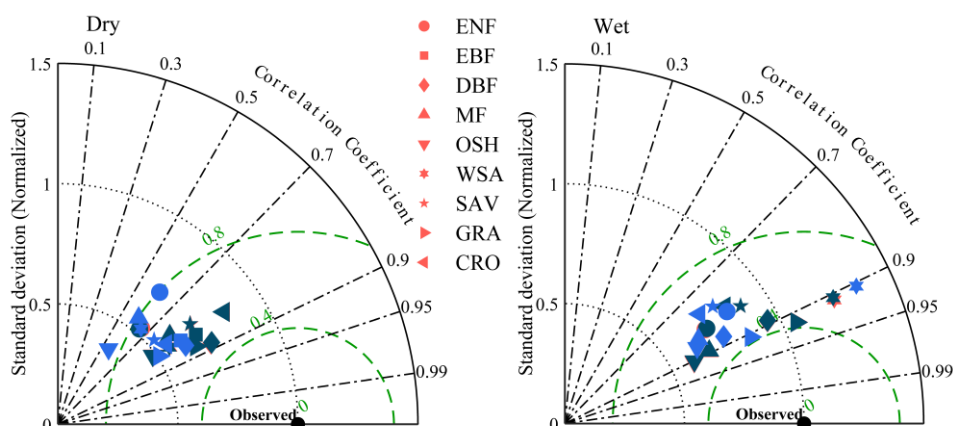 Dry
0.1
0.3
0.5
0.7
0.9
0.95
0.99
Correlation Coefficient
Standard deviation (Normalized)
1.5
1
0.5
0
0.8
0.4
0
Observed
ENF
EBF
DBF
MF
OSH
WSA
SAV
GRA
CRO
Wet
0.1
0.3
0.5
0.7
0.9
0.95
0.99
Correlation Coefficient
Standard deviation (Normalized)
1.5
1
0.5
0
0.8
0
Observed